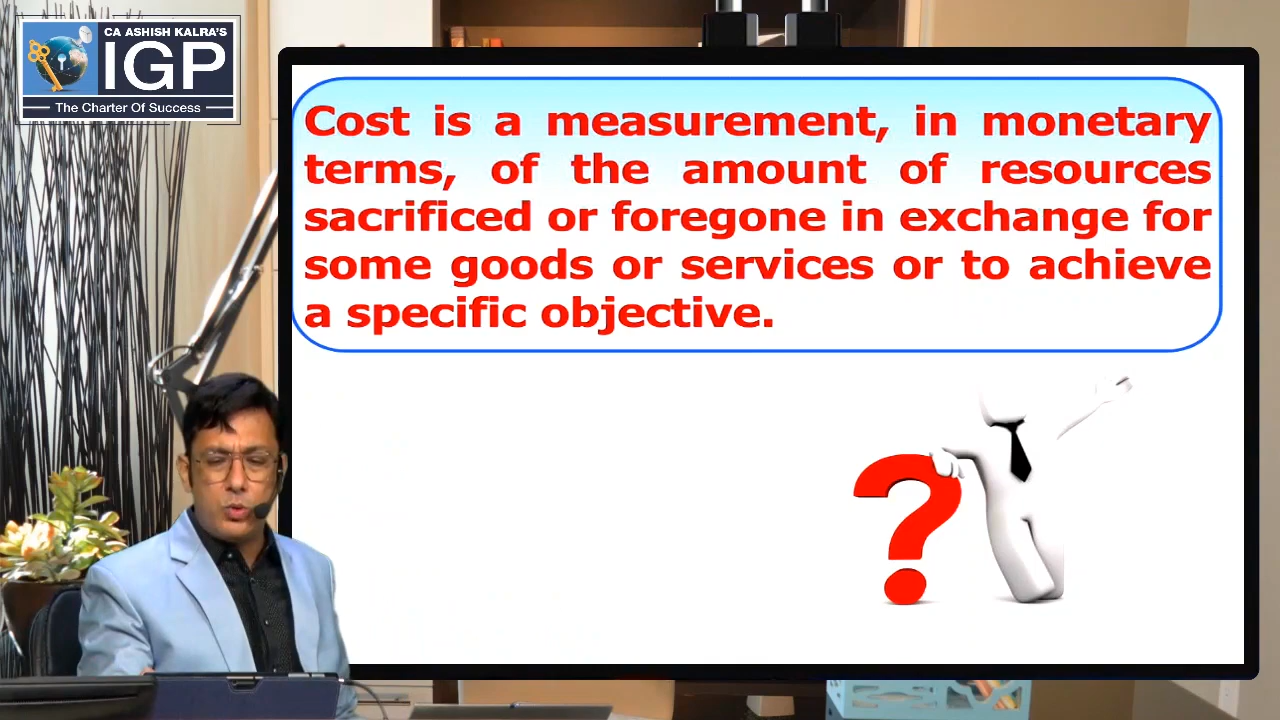 CA ASHISH KALRA'S
IGP
The Charter Of Success
Cost is a measurement, in monetary
terms, of the amount of resources
sacrificed or foregone in exchange for
some goods or services or to achieve
a specific objective.
?